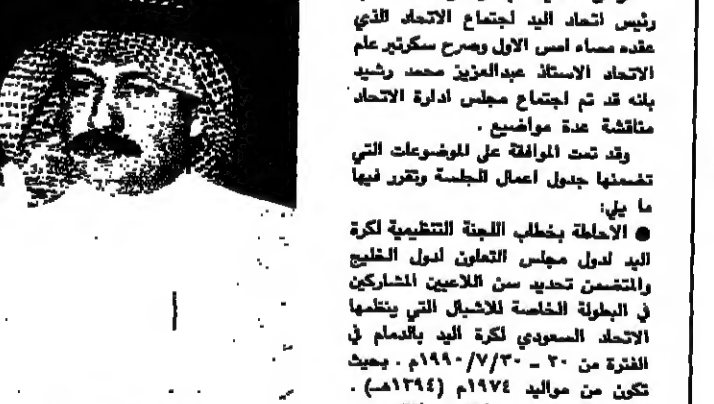 رئيس اتحاد اليد اجتماع الاتحاد الذي
عقده مساء امس الاول وصرح سكرتير عام
الاتحاد الاستاذ عبدالعزيز محمد رشيد
بانه قد تم اجتماع مجلس ادارة الاتحاد
مناقشة عدة مواضيع .
وقد تمت الموافقة على الموضوعات التي
تضمنها جدول اعمال الجلسة وتقرر فيها
ما يلي:
● الاحاطة بخطاب اللجنة التنظيمية لكرة
اليد لدول مجلس التعاون لدول الخليج
والمتضمن تحديد سن اللاعبين المشاركين
في البطولة الخاصة للاشبال التي ينظمها
الاتحاد السعودي لكرة اليد بالدمام في
الفترة من ٢٠ - ١٩٩٠/٧/٣٠م . بحيث
تكون من مواليد ١٩٧٤م (١٣٩٤هـ) .